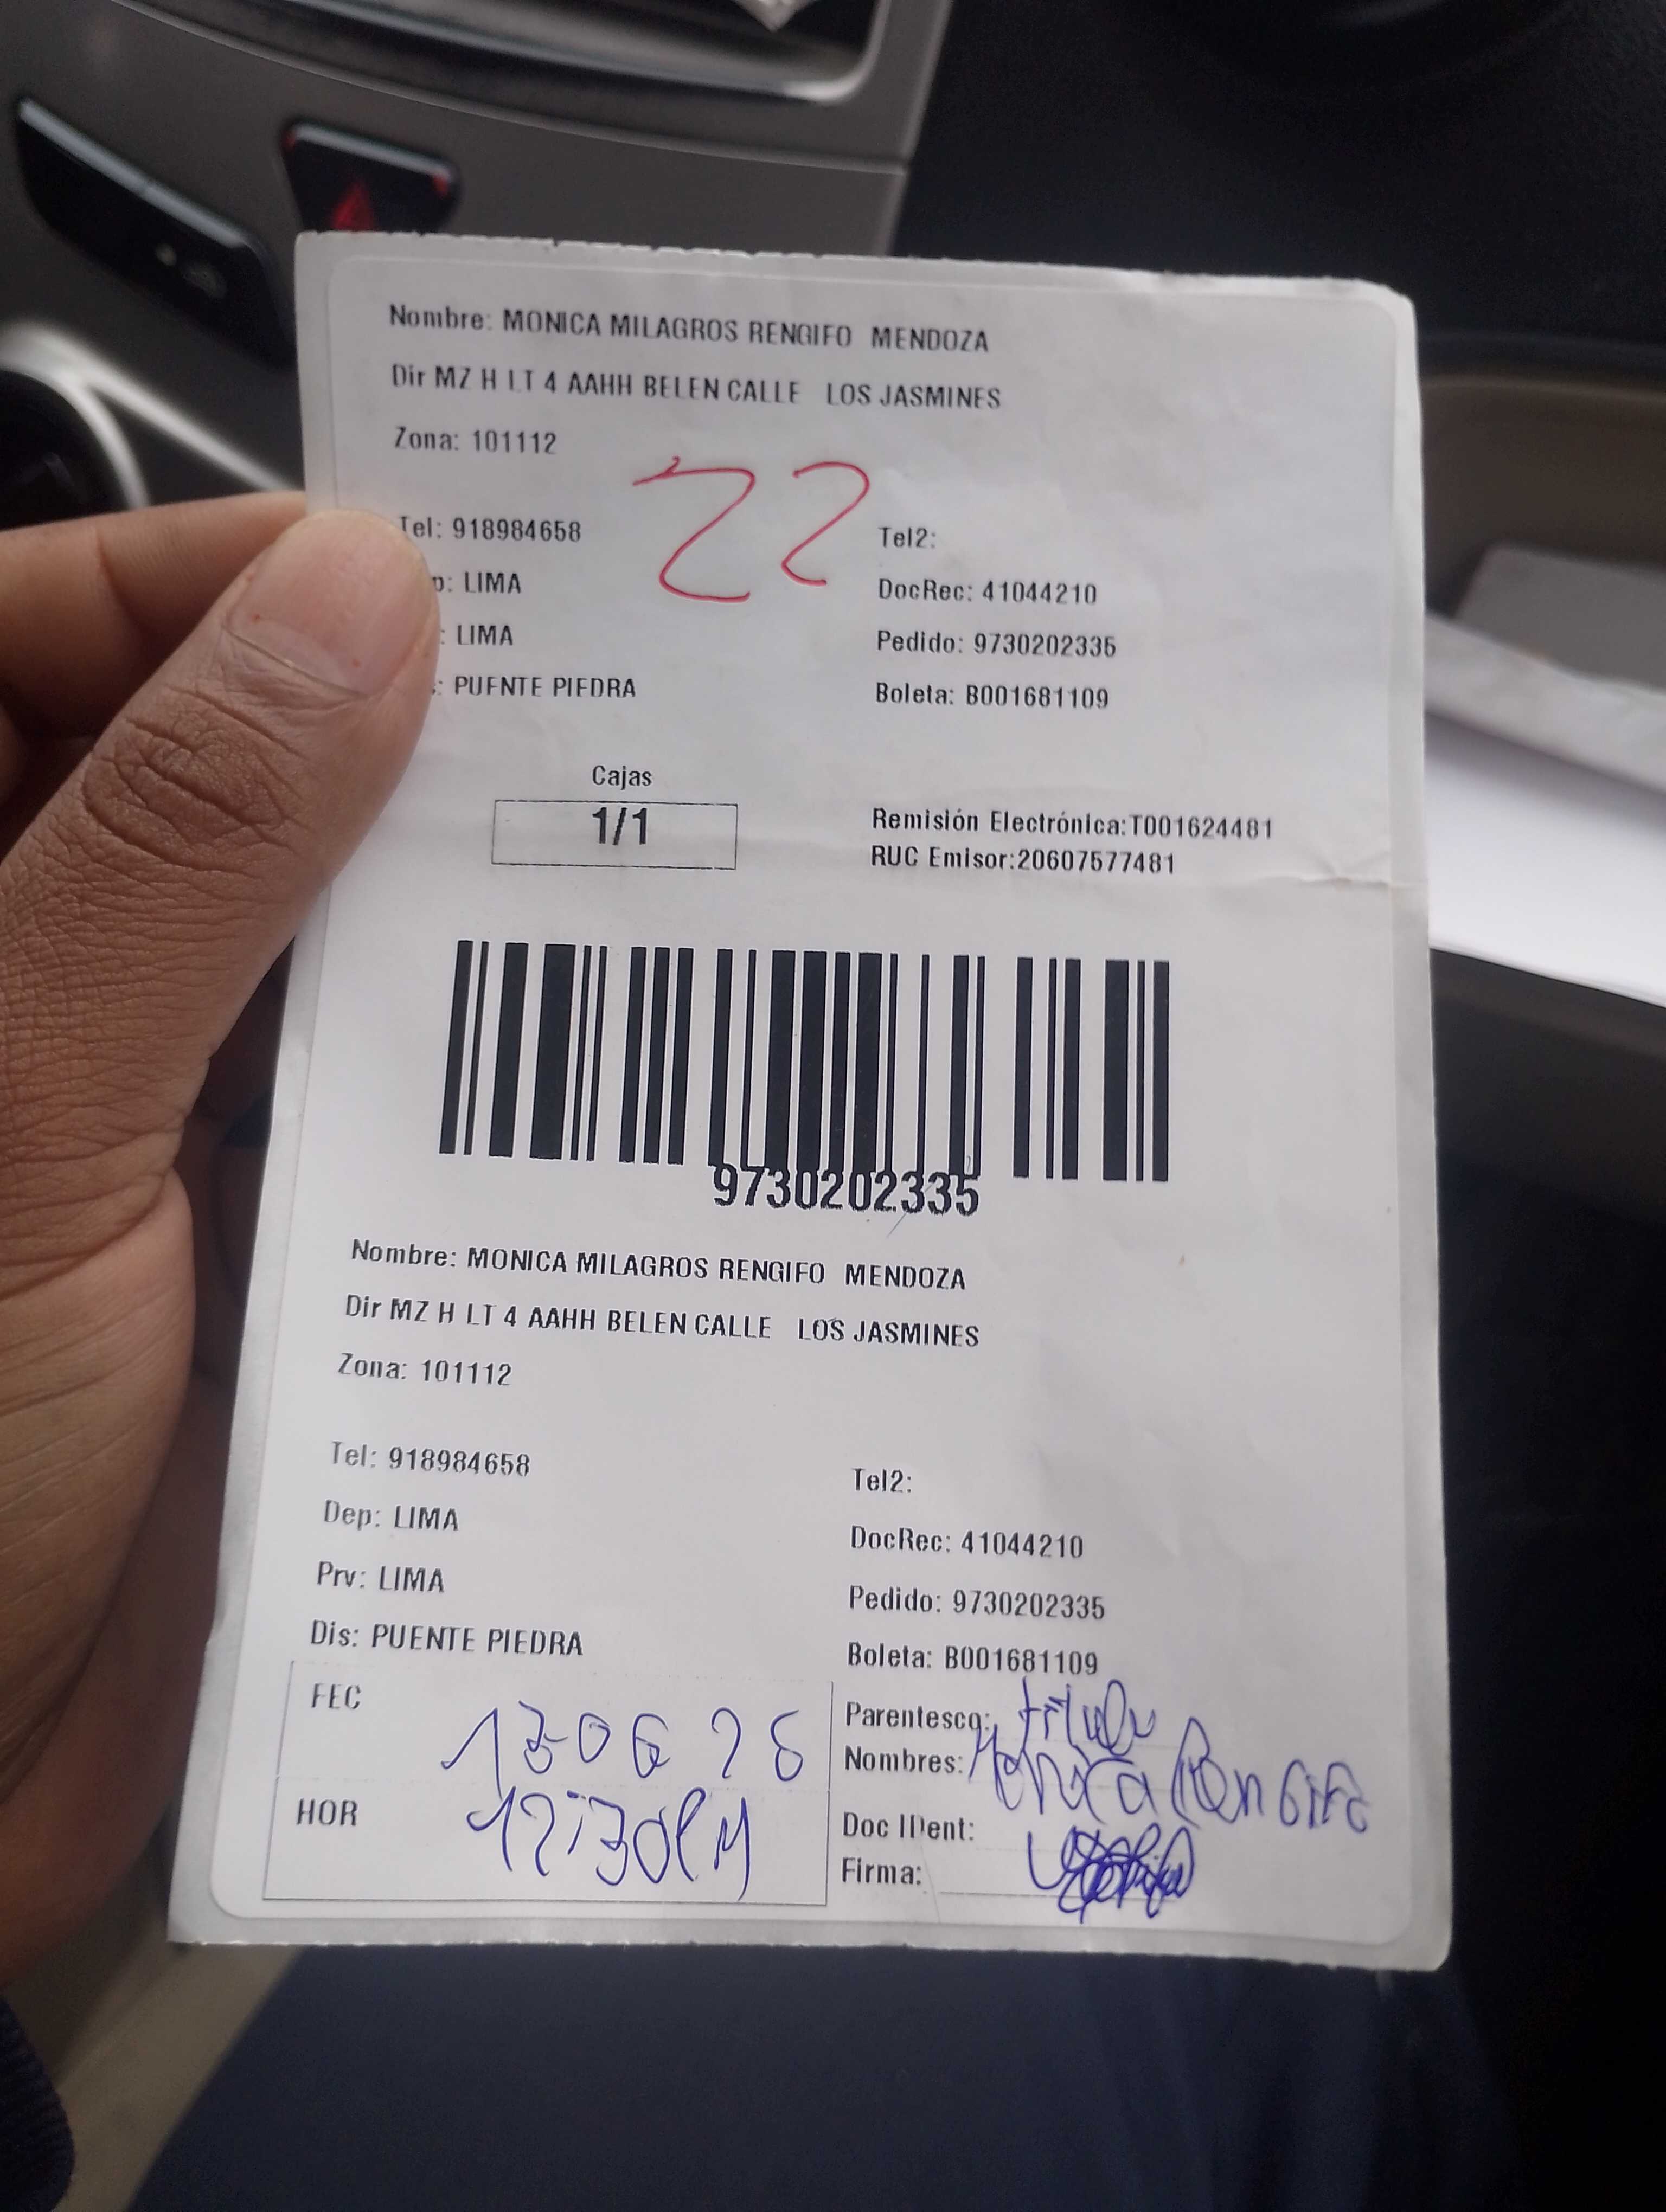 Nombre: MONICA MILAGROS RENGIFO MENDOZA
Dir MZ H LT 4 AAHH BELEN CALLE LOS JASMINES
Zona: 101112
22
Tel: 918984658 Tel2:
p: LIMA DocRec: 41044210
: LIMA Pedido: 9730202335
: PUENTE PIEDRA Boleta: B001681109
Cajas
1/1
Remisión Electrónica:T001624481
RUC Emisor:20607577481
9730202335
Nombre: MONICA MILAGROS RENGIFO MENDOZA
Dir MZ H LT 4 AAHH BELEN CALLE LOS JASMINES
Zona: 101112
Tel: 918984658 Tel2:
Dep: LIMA DocRec: 41044210
Prv: LIMA Pedido: 9730202335
Dis: PUENTE PIEDRA Boleta: B001681109
FEC Parentesco:
Nombres: Monica Rengifo
HOR 12:30PM Doc IDent:
Firma: